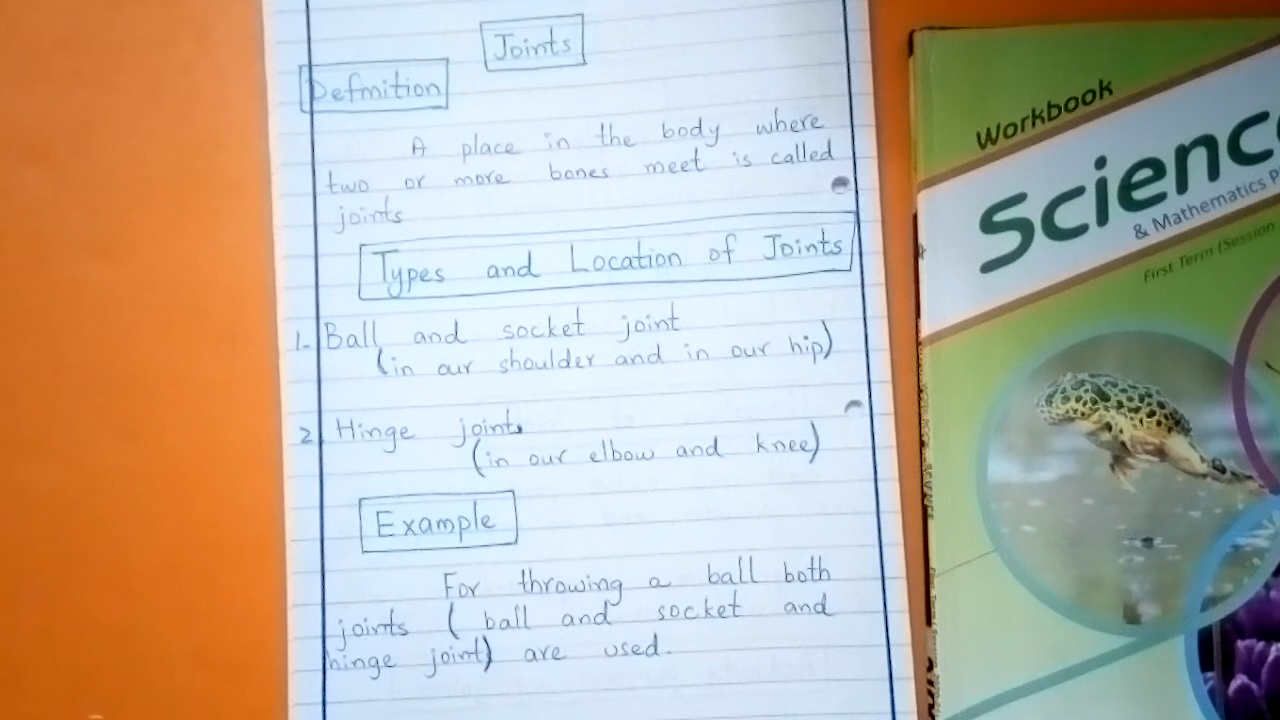 Joints
Definition
A place in the body where
two or more bones meet is called
joints
Types and Location of Joints
1. Ball and socket joint
(in our shoulder and in our hip)
2. Hinge joint
(in our elbow and knee)
Example
For throwing a ball both
joints ( ball and socket and
hinge joint) are used.
Workbook
Science
& Mathematics
First Term (Session